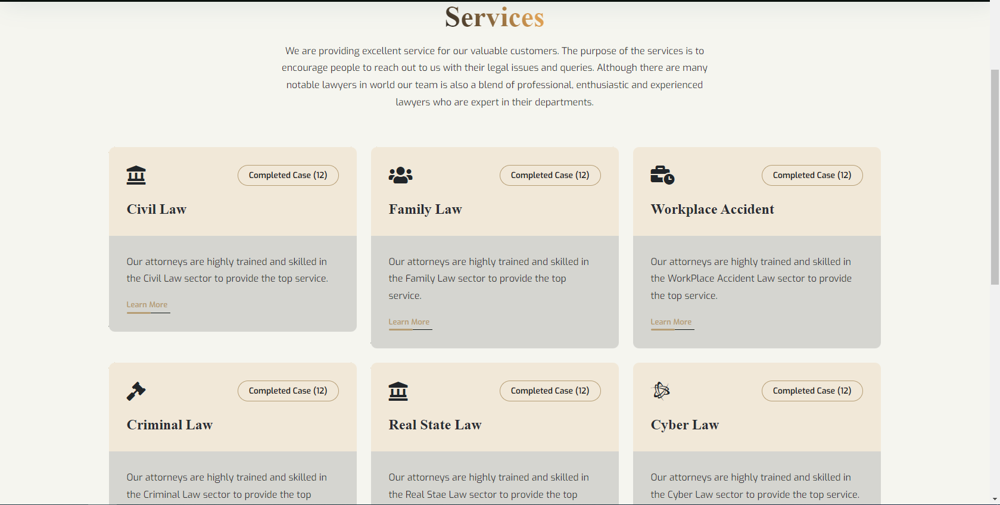 Services
We are providing excellent service for our valuable customers. The purpose of the services is to
encourage people to reach out to us with their legal issues and queries. Although there are many
notable lawyers in world our team is also a blend of professional, enthusiastic and experienced
lawyers who are expert in their departments.
Completed Case (12)
Civil Law
Our attorneys are highly trained and skilled in
the Civil Law sector to provide the top service.
Learn More
Completed Case (12)
Family Law
Our attorneys are highly trained and skilled in
the Family Law sector to provide the top
service.
Learn More
Completed Case (12)
Workplace Accident
Our attorneys are highly trained and skilled in
the WorkPlace Accident Law sector to provide
the top service.
Learn More
Completed Case (12)
Criminal Law
Our attorneys are highly trained and skilled in
the Criminal Law sector to provide the top
Completed Case (12)
Real State Law
Our attorneys are highly trained and skilled in
the Real Stae Law sector to provide the top
Completed Case (12)
Cyber Law
Our attorneys are highly trained and skilled in
the Cyber Law sector to provide the top service.